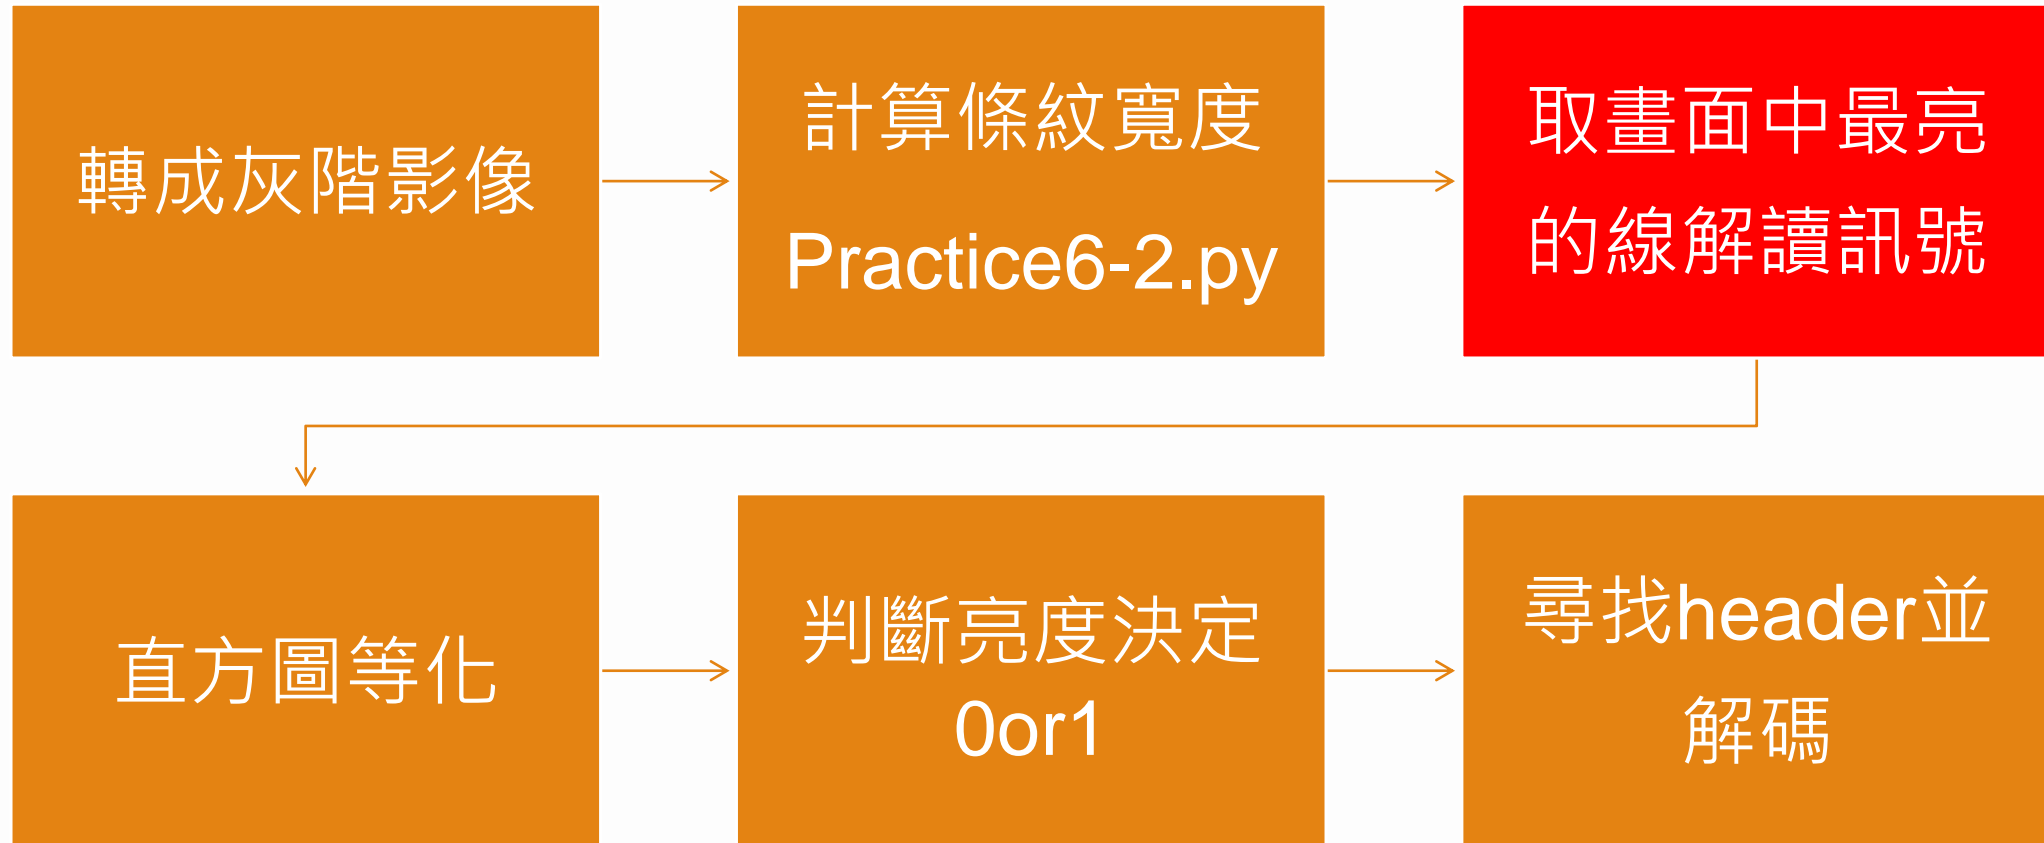 轉成灰階影像
計算條紋寬度
Practice6-2.py
取畫面中最亮
的線解讀訊號
直方圖等化
判斷亮度決定
0or1
尋找header並
解碼